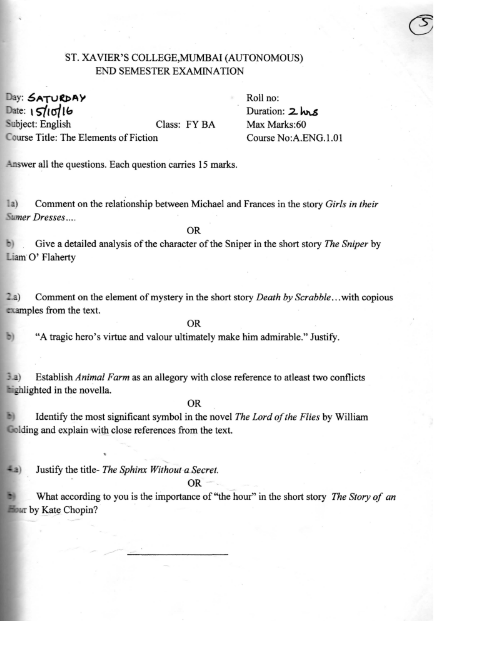 5
ST. XAVIER'S COLLEGE,MUMBAI (AUTONOMOUS)
END SEMESTER EXAMINATION
Day: SATURDAY Roll no:
Date: 15/10/16 Duration: 2 hrs
Subject: English Class: FY BA Max Marks:60
Course Title: The Elements of Fiction Course No:A.ENG.1.01
Answer all the questions. Each question carries 15 marks.
1a) Comment on the relationship between Michael and Frances in the story Girls in their
Sumer Dresses....
OR
b) Give a detailed analysis of the character of the Sniper in the short story The Sniper by
Liam O' Flaherty
2.a) Comment on the element of mystery in the short story Death by Scrabble...with copious
examples from the text.
OR
b) "A tragic hero's virtue and valour ultimately make him admirable." Justify.
3.a) Establish Animal Farm as an allegory with close reference to atleast two conflicts
highlighted in the novella.
OR
b) Identify the most significant symbol in the novel The Lord of the Flies by William
Golding and explain with close references from the text.
4.a) Justify the title- The Sphinx Without a Secret.
OR
b) What according to you is the importance of "the hour" in the short story The Story of an
Hour by Kate Chopin?